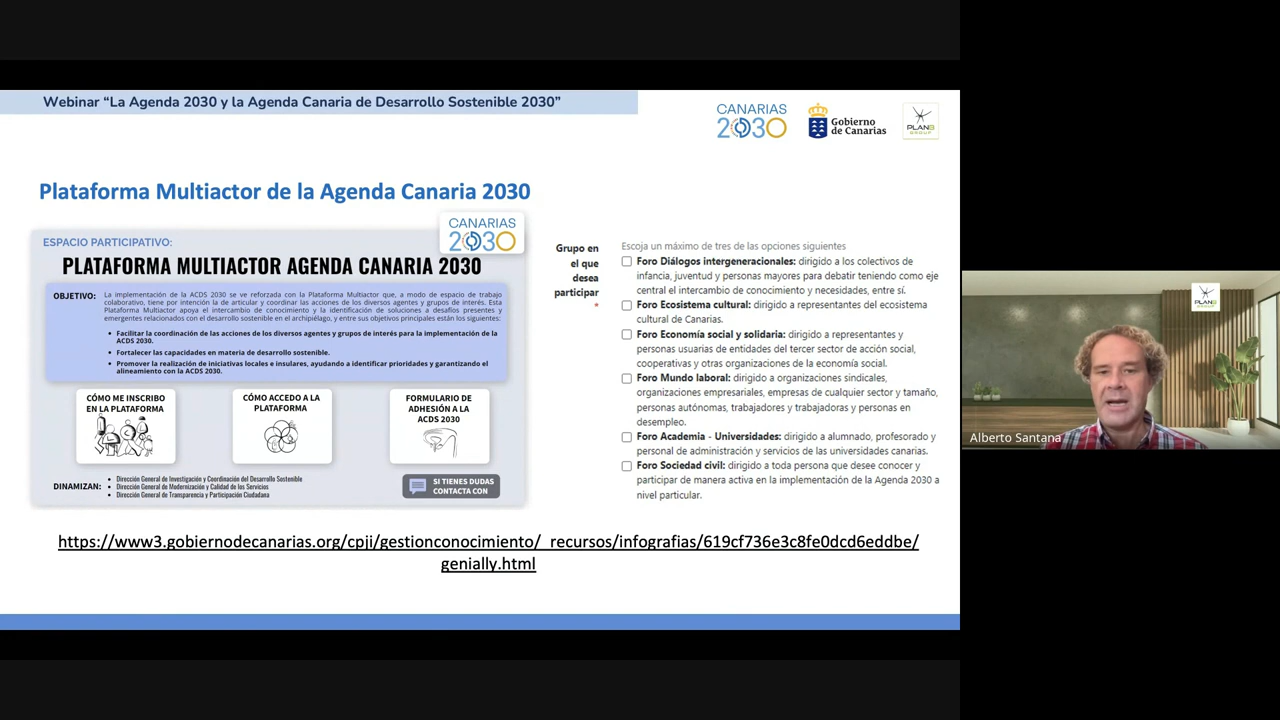 Webinar “La Agenda 2030 y la Agenda Canaria de Desarrollo Sostenible 2030”
CANARIAS
2030
Gobierno
de Canarias
PLANB
GROUP
Plataforma Multiactor de la Agenda Canaria 2030
CANARIAS
2030
ESPACIO PARTICIPATIVO:
PLATAFORMA MULTIACTOR AGENDA CANARIA 2030
OBJETIVO:
La implementación de la ACDS 2030 se ve reforzada con la Plataforma Multiactor que, a modo de espacio de trabajo
colaborativo, tiene por intención la de articular y coordinar las acciones de los diversos agentes y grupos de interés. Esta
Plataforma Multiactor apoya el intercambio de conocimiento y la identificación de soluciones a desafíos presentes y
emergentes relacionados con el desarrollo sostenible en el archipiélago, y entre sus objetivos principales están los siguientes:
• Facilitar la coordinación de las acciones de los diversos agentes y grupos de interés para la implementación de la
ACDS 2030.
• Fortalecer las capacidades en materia de desarrollo sostenible.
• Promover la realización de iniciativas locales e insulares, ayudando a identificar prioridades y garantizando el
alineamiento con la ACDS 2030.
CÓMO ME INSCRIBO
EN LA PLATAFORMA
CÓMO ACCEDO A LA
PLATAFORMA
FORMULARIO DE
ADHESIÓN A LA
ACDS 2030
DINAMIZAN:
• Dirección General de Investigación y Coordinación del Desarrollo Sostenible
• Dirección General de Modernización y Calidad de los Servicios
• Dirección General de Transparencia y Participación Ciudadana
SI TIENES DUDAS
CONTACTA CON
Grupo en
el que
desea
participar
*
Escoja un máximo de tres de las opciones siguientes
Foro Diálogos intergeneracionales: dirigido a los colectivos de
infancia, juventud y personas mayores para debatir teniendo como eje
central el intercambio de conocimiento y necesidades, entre sí.
Foro Ecosistema cultural: dirigido a representantes del ecosistema
cultural de Canarias.
Foro Economía social y solidaria: dirigido a representantes y
personas usuarias de entidades del tercer sector de acción social,
cooperativas y otras organizaciones de la economía social.
Foro Mundo laboral: dirigido a organizaciones sindicales,
organizaciones empresariales, empresas de cualquier sector y tamaño,
personas autónomas, trabajadores y trabajadoras y personas en
desempleo.
Foro Academia - Universidades: dirigido a alumnado, profesorado y
personal de administración y servicios de las universidades canarias.
Foro Sociedad civil: dirigido a toda persona que desee conocer y
participar de manera activa en la implementación de la Agenda 2030 a
nivel particular.
https://www3.gobiernodecanarias.org/cpji/gestionconocimiento/_recursos/infografias/619cf736e3c8fe0dcd6eddbe/
genially.html
PLANB
GROUP
Alberto Santana